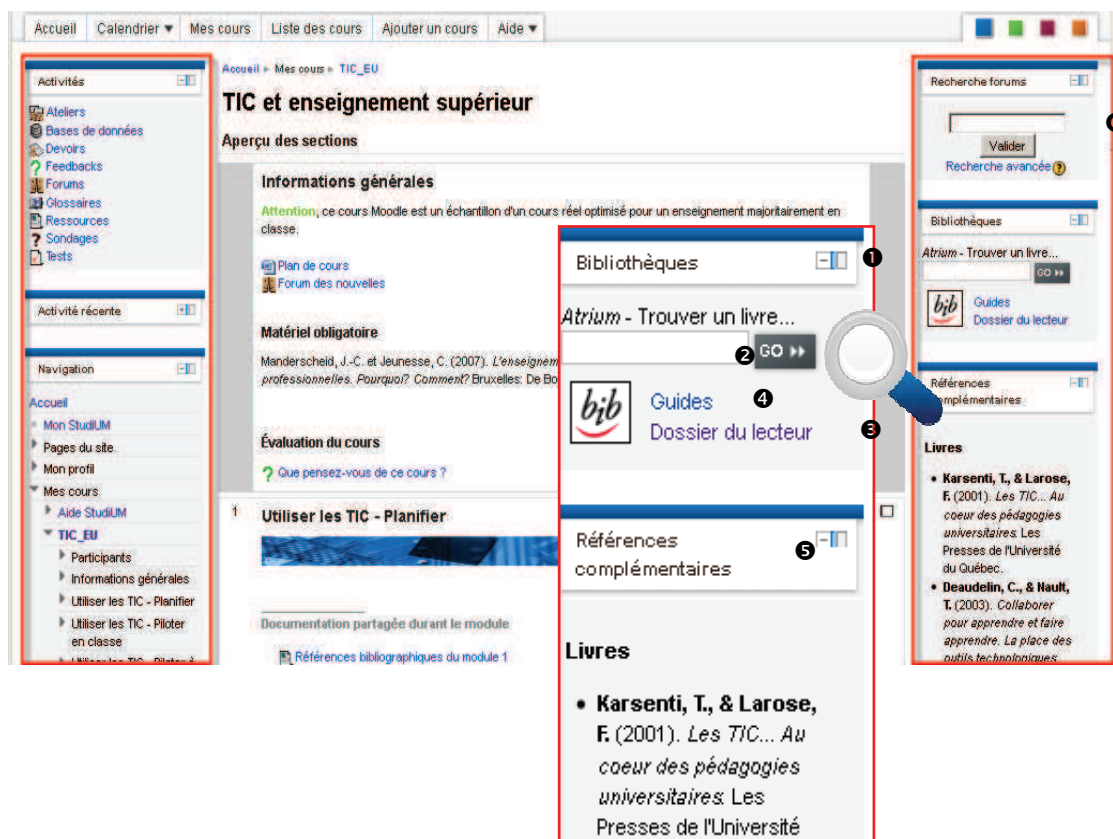 Accueil Calendrier ▼ Mes cours Liste des cours Ajouter un cours Aide ▼
Activités
Ateliers
Bases de données
Devoirs
Feedbacks
Forums
Glossaires
Ressources
Sondages
Tests
Activité récente
Navigation
Accueil
Mon StudiUM
Pages du site
Mon profil
Mes cours
Aide StudiUM
TIC_EU
Participants
Informations générales
Utiliser les TIC - Planifier
Utiliser les TIC - Piloter
en classe
Accueil ▶ Mes cours ▶ TIC_EU
TIC et enseignement supérieur
Aperçu des sections
Informations générales
Attention, ce cours Moodle est un échantillon d'un cours réel optimisé pour un enseignement majoritairement en
classe.
Plan de cours
Forum des nouvelles
Matériel obligatoire
Manderscheid, J.-C. et Jeunesse, C. (2007).
professionnelles. Pourquoi? Comment? Bruxelles: De
Évaluation du cours
Que pensez-vous de ce cours ?
1 Utiliser les TIC - Planifier
Documentation partagée durant le module
Références bibliographiques du module 1
Bibliothèques ❶
Atrium - Trouver un livre...
❷ GO
bib
Guides ❹
Dossier du lecteur ❸
Références ❺
complémentaires
Livres
• Karsenti, T., & Larose,
F. (2001). Les TIC... Au
coeur des pédagogies
universitaires. Les
Presses de l'Université
Recherche forums
Valider
Recherche avancée ?
Bibliothèques
Atrium - Trouver un livre...
GO
bib
Guides
Dossier du lecteur
Références
Livres
• Karsenti, T., & Larose,
F. (2001). Les TIC... Au
coeur des pédagogies
universitaires. Les
Presses de l'Université
du Québec.
• Deaudelin, C., & Nault,
T. (2003). Collaborer
pour apprendre et faire
apprendre. La place des
outils technologiques